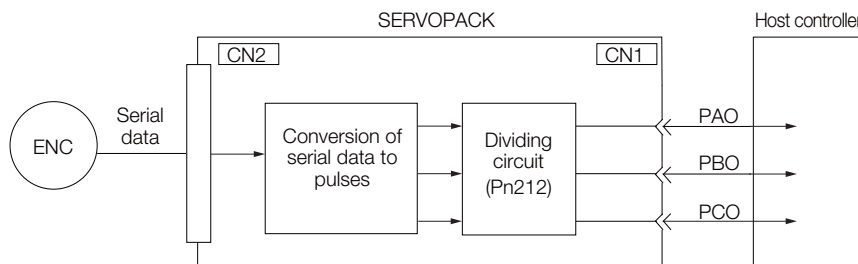 SERVOPACK
Host controller
CN2
CN1
ENC
Serial
data
Conversion of
serial data to
pulses
Dividing
circuit
(Pn212)
PAO
PBO
PCO